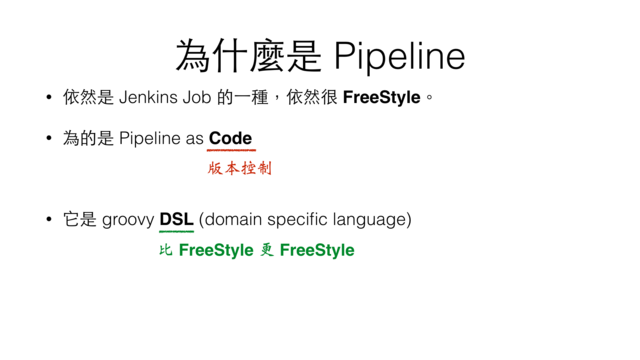 為什麼是 Pipeline
• 依然是 Jenkins Job 的一種，依然很 FreeStyle。
• 為的是 Pipeline as Code
版本控制
• 它是 groovy DSL (domain specific language)
比 FreeStyle 更 FreeStyle